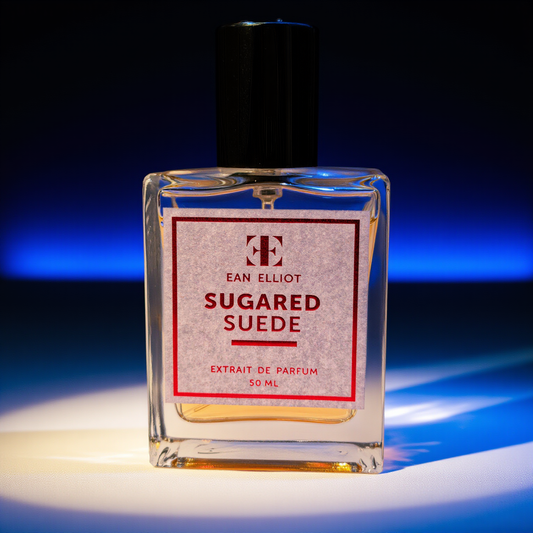 EAN ELLIOT
SUGARED
SUEDE
EXTRAIT DE PARFUM
50 ML